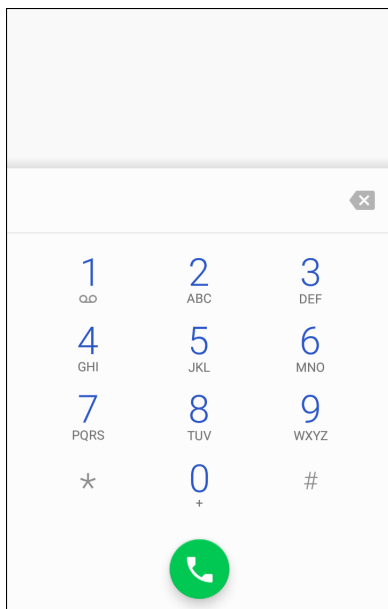 1 2 3
ABC DEF
4 5 6
GHI JKL MNO
7 8 9
PQRS TUV WXYZ
* 0 #
+